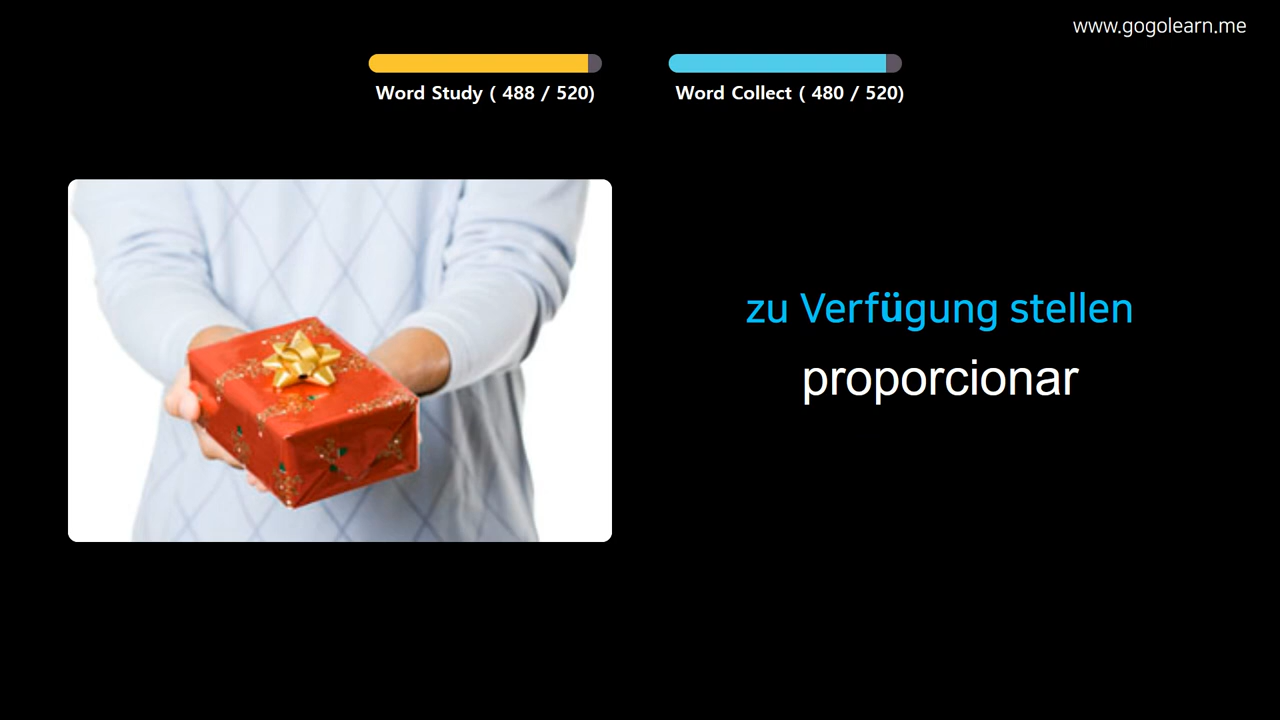 www.gogolearn.me
Word Study ( 488 / 520)
Word Collect ( 480 / 520)
zu Verfügung stellen
proporcionar